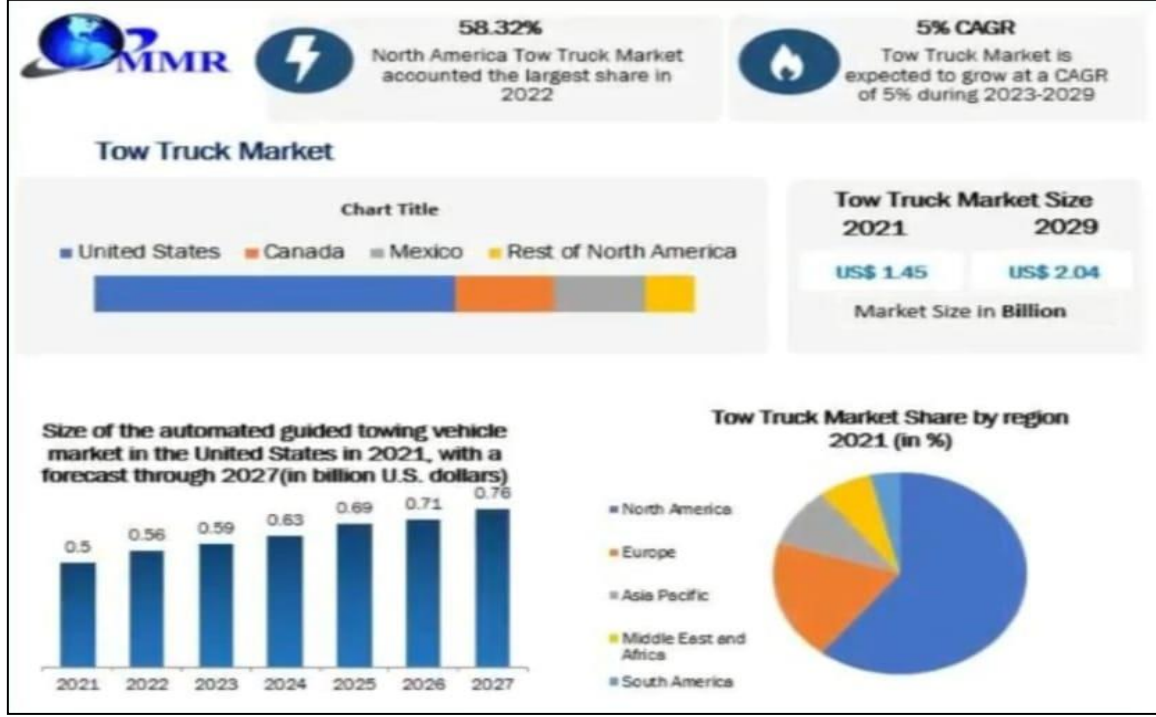 MMR
58.32%
North America Tow Truck Market
accounted the largest share in
2022
5% CAGR
Tow Truck Market is
expected to grow at a CAGR
of 5% during 2023-2029
Tow Truck Market
Chart Title
United States Canada Mexico Rest of North America
Tow Truck Market Size
2021 2029
US$ 1.45 US$ 2.04
Market Size in Billion
Size of the automated guided towing vehicle
market in the United States in 2021, with a
forecast through 2027(in billion U.S. dollars)
0.5 0.56 0.59 0.63 0.69 0.71 0.76
2021 2022 2023 2024 2025 2026 2027
Tow Truck Market Share by region
2021 (in %)
North America
Europe
Asia Pacific
Middle East and
Africa
South America